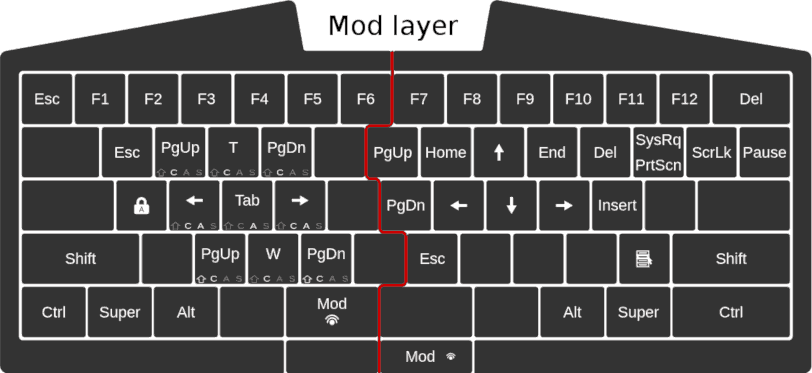 Mod layer
Esc F1 F2 F3 F4 F5 F6 F7 F8 F9 F10 F11 F12 Del
Esc PgUp T PgDn PgUp Home ↑ End Del SysRq PrtScn ScrLk Pause
⇧ C A S ⇧ C A S ⇧ C A S
A ← Tab → PgDn ← ↓ → Insert
⇧ C A S ⇧ C A S ⇧ C A S
Shift PgUp W PgDn Esc Shift
⇧ C A S ⇧ C A S ⇧ C A S
Ctrl Super Alt Mod Alt Super Ctrl
Mod